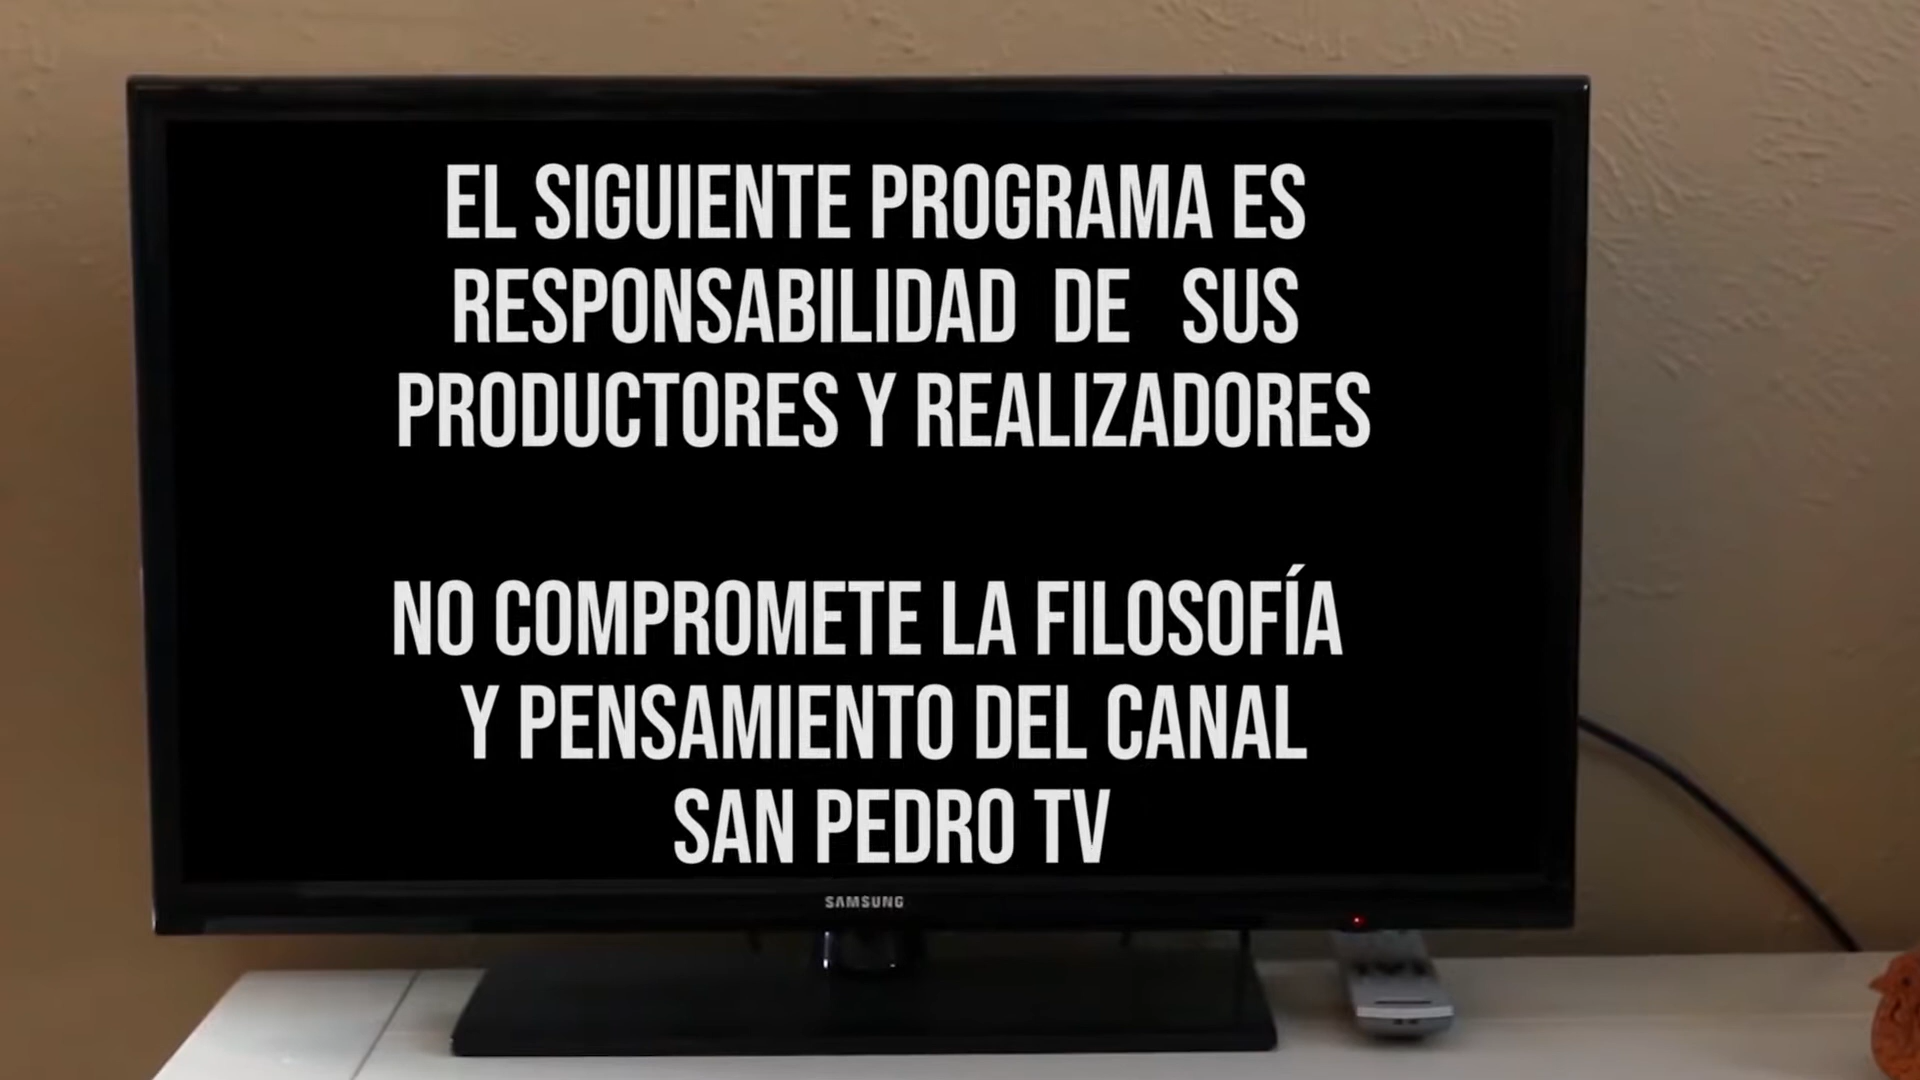 EL SIGUIENTE PROGRAMA ES
RESPONSABILIDAD DE SUS
PRODUCTORES Y REALIZADORES
NO COMPROMETE LA FILOSOFÍA
Y PENSAMIENTO DEL CANAL
SAN PEDRO TV
SAMSUNG